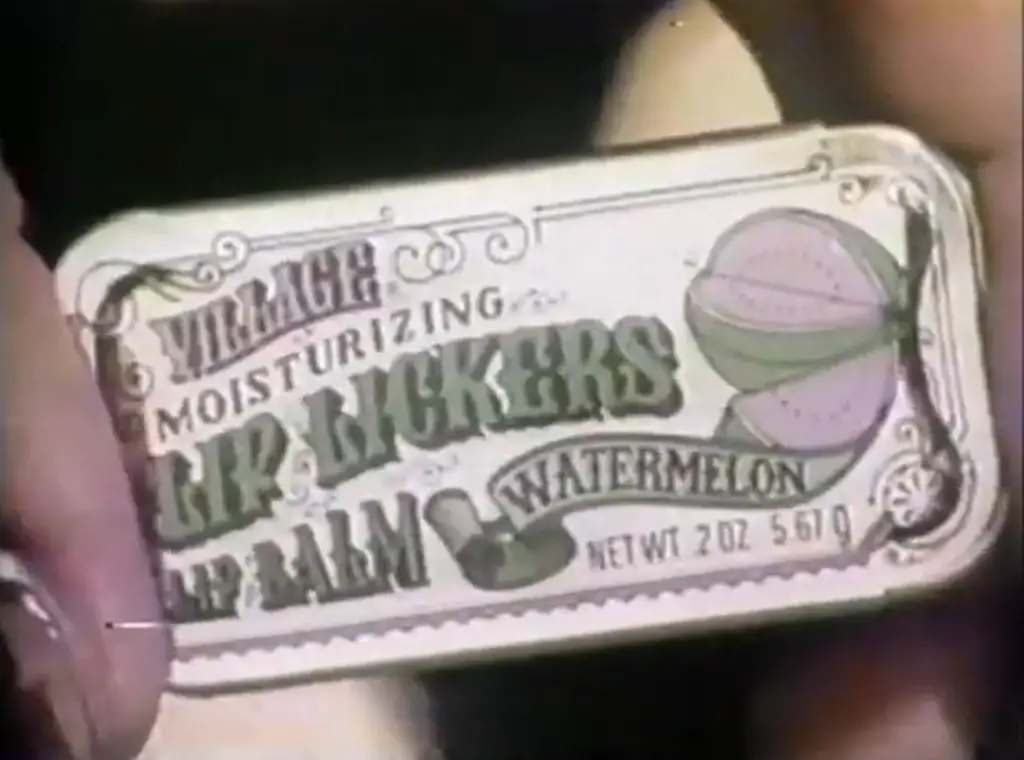 VILLAGE
MOISTURIZING
LIP LICKERS
LIP BALM
WATERMELON
NET WT 2 OZ 5.67 g